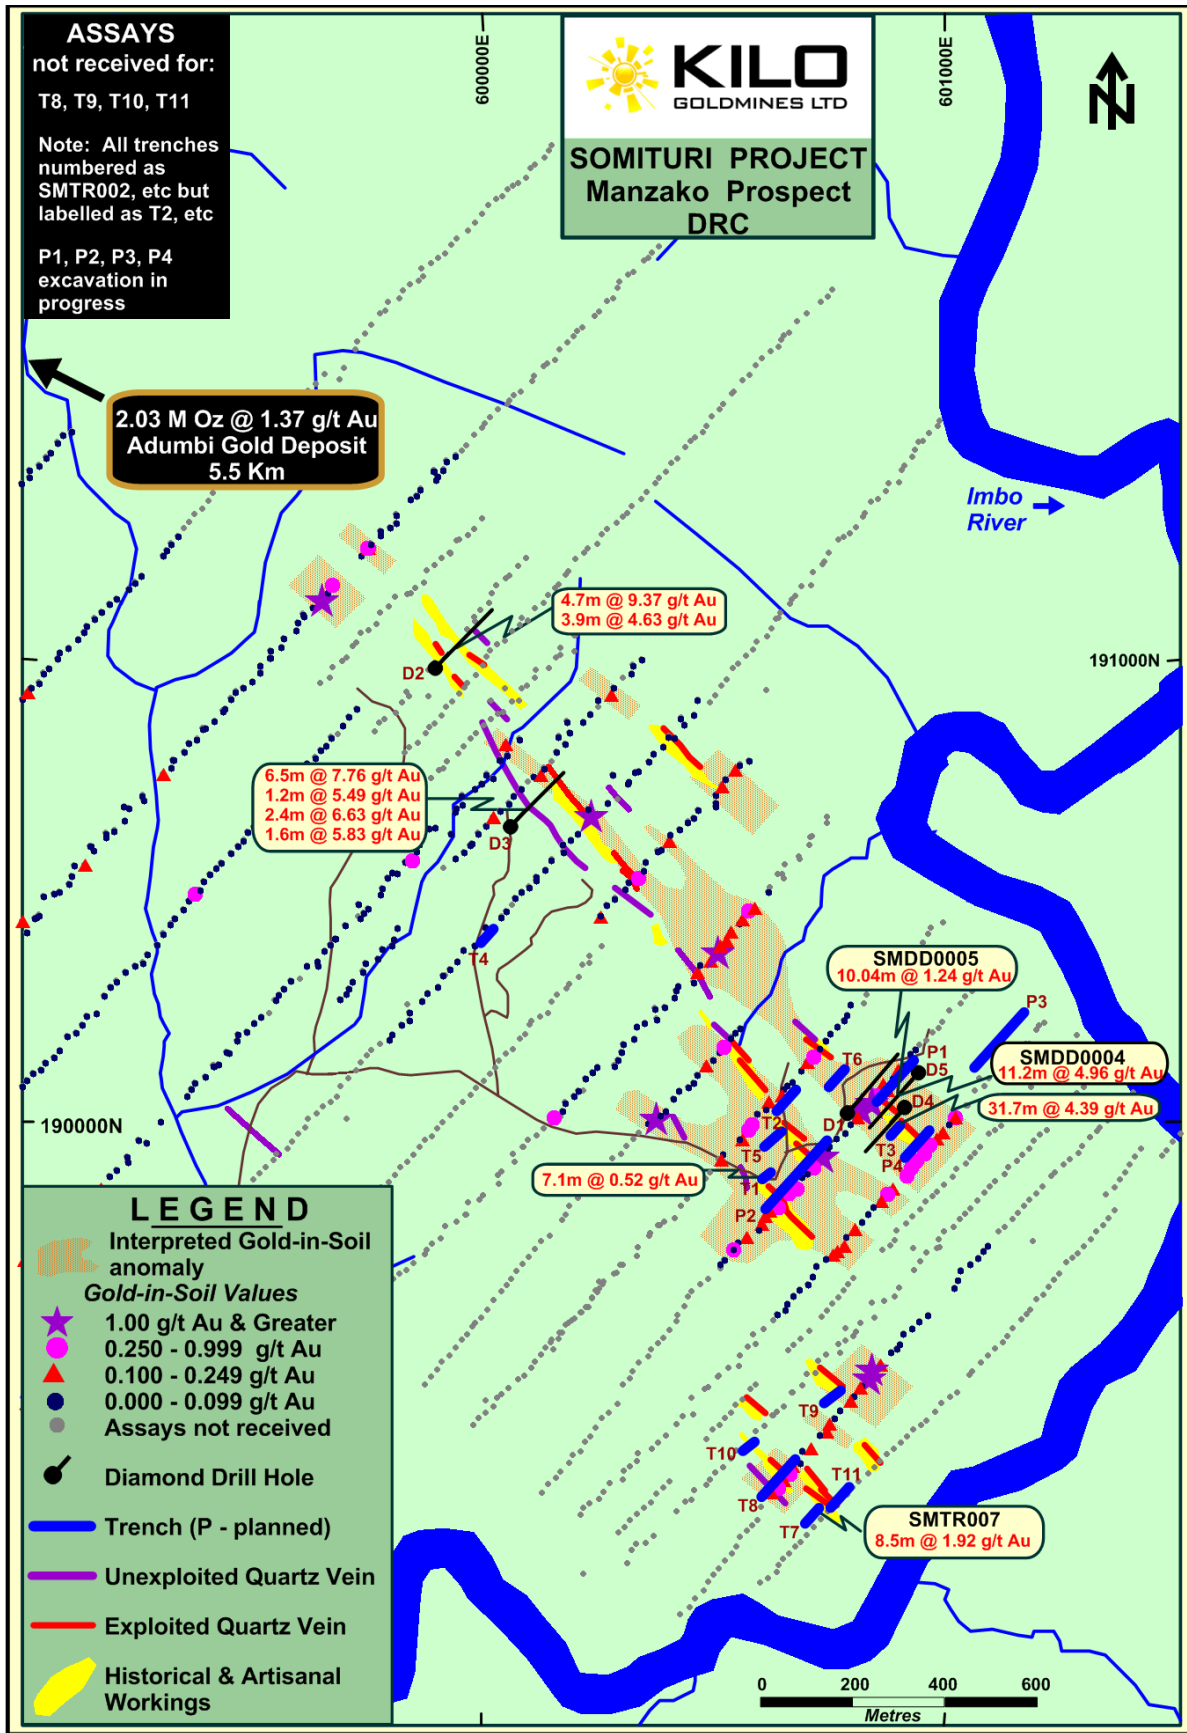 ASSAYS
not received for:
T8, T9, T10, T11
Note: All trenches
numbered as
SMTR002, etc but
labelled as T2, etc
P1, P2, P3, P4
excavation in
progress
600000E
KILO
GOLDMINES LTD
SOMITURI PROJECT
Manzako Prospect
DRC
601000E
N
2.03 M Oz @ 1.37 g/t Au
Adumbi Gold Deposit
5.5 Km
Imbo
River
4.7m @ 9.37 g/t Au
3.9m @ 4.63 g/t Au
D2
191000N
6.5m @ 7.76 g/t Au
1.2m @ 5.49 g/t Au
2.4m @ 6.63 g/t Au
1.6m @ 5.83 g/t Au
D3
T4
SMDD0005
10.04m @ 1.24 g/t Au
P3
T6
P1
D5
SMDD0004
11.2m @ 4.96 g/t Au
D4
31.7m @ 4.39 g/t Au
190000N
T2
D1
T5
T3
P4
7.1m @ 0.52 g/t Au
T1
P2
LEGEND
Interpreted Gold-in-Soil
anomaly
Gold-in-Soil Values
1.00 g/t Au & Greater
0.250 - 0.999 g/t Au
0.100 - 0.249 g/t Au
0.000 - 0.099 g/t Au
Assays not received
Diamond Drill Hole
Trench (P - planned)
Unexploited Quartz Vein
Exploited Quartz Vein
Historical & Artisanal
Workings
T9
T10
T11
T8
T7
SMTR007
8.5m @ 1.92 g/t Au
0 200 400 600
Metres